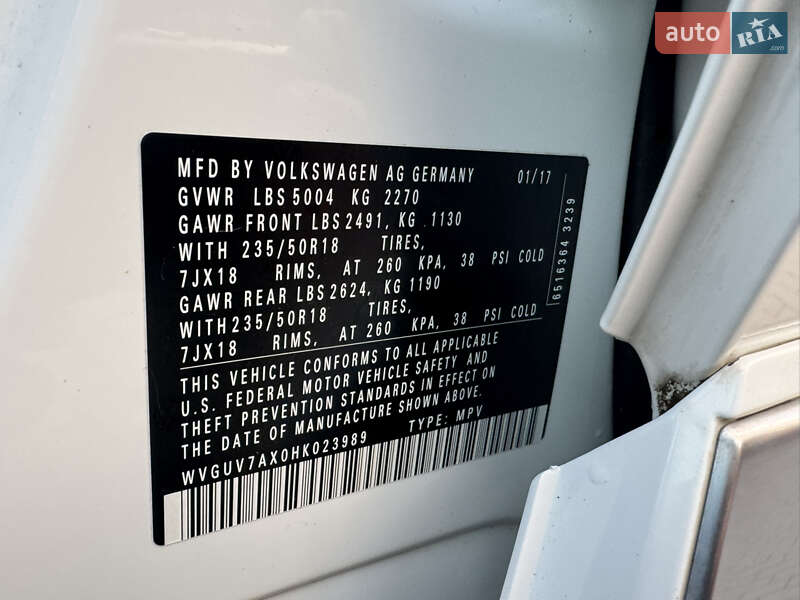 auto RIA
.com
MFD BY VOLKSWAGEN AG GERMANY 01/17
GVWR LBS 5004 KG 2270
GAWR FRONT LBS 2491, KG 1130
WITH 235/50R18 TIRES,
7JX18 RIMS, AT 260 KPA, 38 PSI COLD
GAWR REAR LBS 2624, KG 1190
WITH 235/50R18 TIRES,
7JX18 RIMS, AT 260 KPA, 38 PSI COLD
THIS VEHICLE CONFORMS TO ALL APPLICABLE
U.S. FEDERAL MOTOR VEHICLE SAFETY AND
THEFT PREVENTION STANDARDS IN EFFECT ON
THE DATE OF MANUFACTURE SHOWN ABOVE.
WVGUV7AX0HK023989 TYPE: MPV
6516364 3239